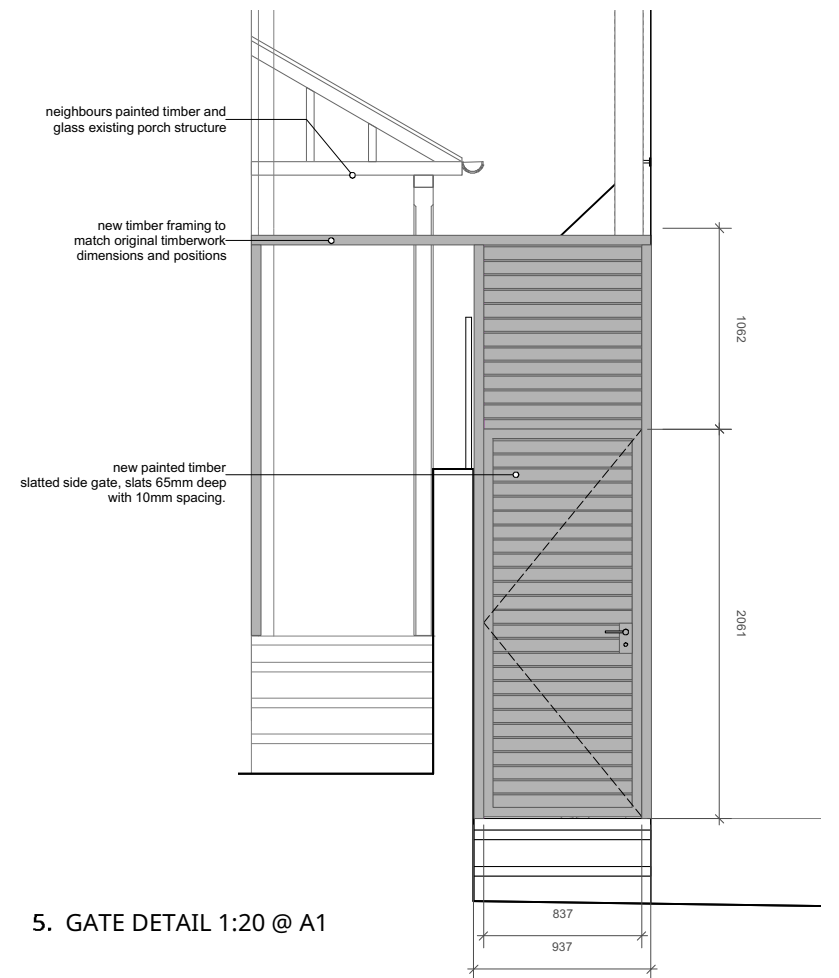 neighbours painted timber and
glass existing porch structure
new timber framing to
match original timberwork
dimensions and positions
1062
new painted timber
slatted side gate, slats 65mm deep
with 10mm spacing.
2061
837
937
5. GATE DETAIL 1:20 @ A1